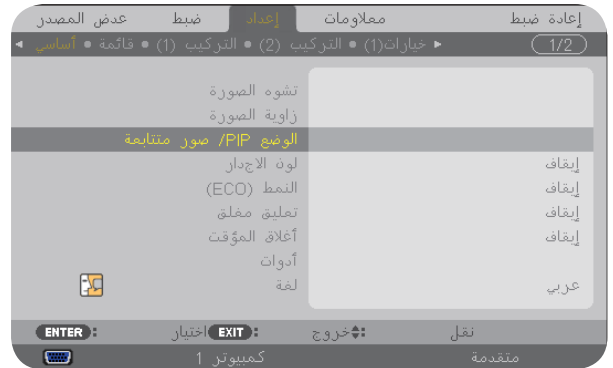 عدض المصدر ضبط إعداد معلاومات إعادة ضبط
◄ أساسي • قائمة • التركيب (1) • التركيب (2) • خيارات(1) ► 1/2
تشوه الصورة
زاوية الصورة
الوضع PIP/ صور متتابعة
لون الاجدار إيقاف
النمط (ECO) إيقاف
تعليق مغلق إيقاف
أغلاق المؤقت إيقاف
أدوات
لغة عربي
ENTER: اختيار EXIT: خروج نقل
كمبيوتر 1 متقدمة